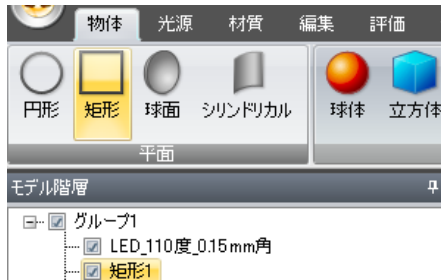 物体 光源 材質 編集 評価
円形 矩形 球面 シリンドリカル 球体 立方体
平面
モデル階層
グループ1
LED_110度_0.15mm角
矩形1